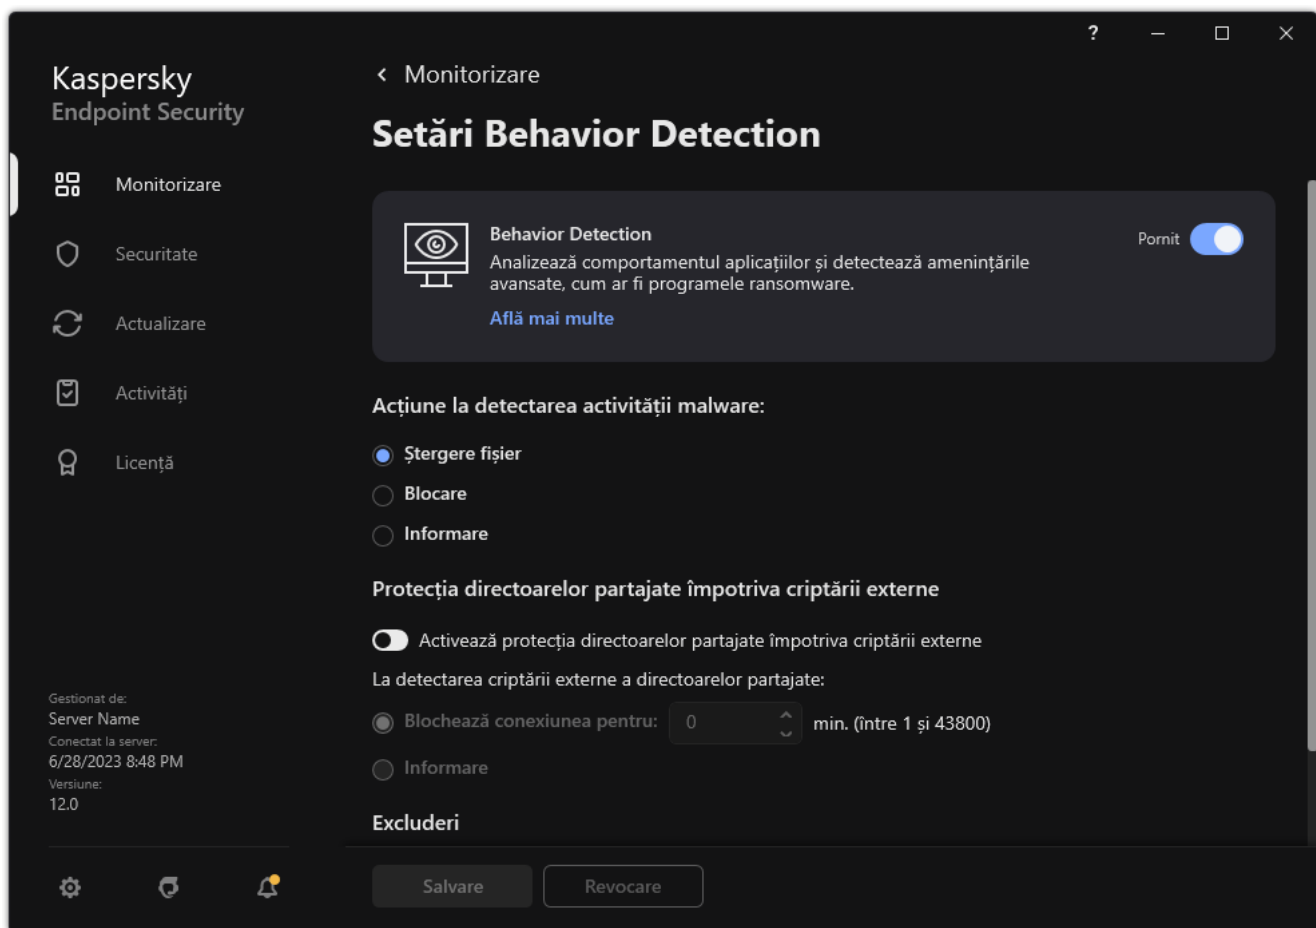 ?
Kaspersky
Endpoint Security
Monitorizare
Securitate
Actualizare
Activități
Licență
Gestionat de:
Server Name
Conectat la server:
6/28/2023 8:48 PM
Versiune:
12.0
Monitorizare
Setări Behavior Detection
Behavior Detection
Pornit
Analizează comportamentul aplicațiilor și detectează amenințările
avansate, cum ar fi programele ransomware.
Află mai multe
Acțiune la detectarea activității malware:
Ștergere fișier
Blocare
Informare
Protecția directoarelor partajate împotriva criptării externe
Activează protecția directoarelor partajate împotriva criptării externe
La detectarea criptării externe a directoarelor partajate:
Blochează conexiunea pentru: 0 min. (între 1 și 43800)
Informare
Excluderi
Salvare
Revocare